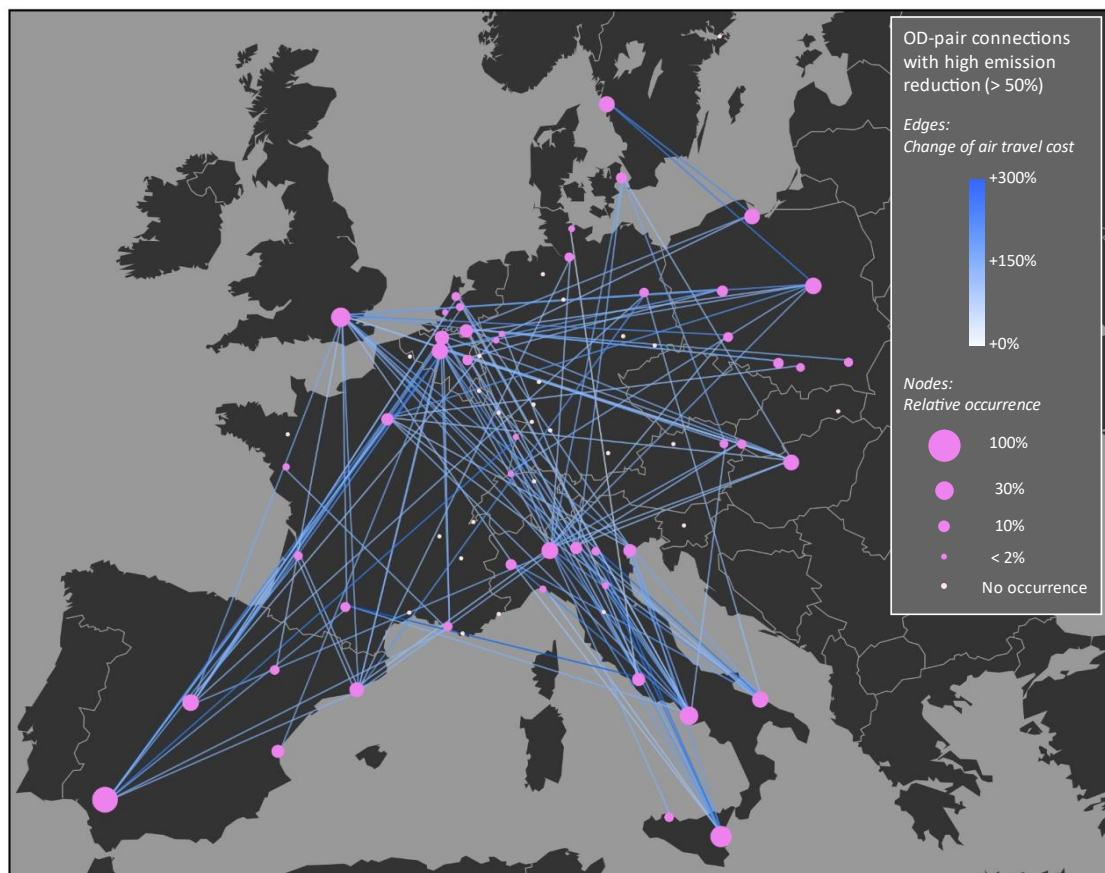 OD-pair connections
with high emission
reduction (> 50%)
Edges:
Change of air travel cost
+300%
+150%
+0%
Nodes:
Relative occurrence
100%
30%
10%
< 2%
No occurrence